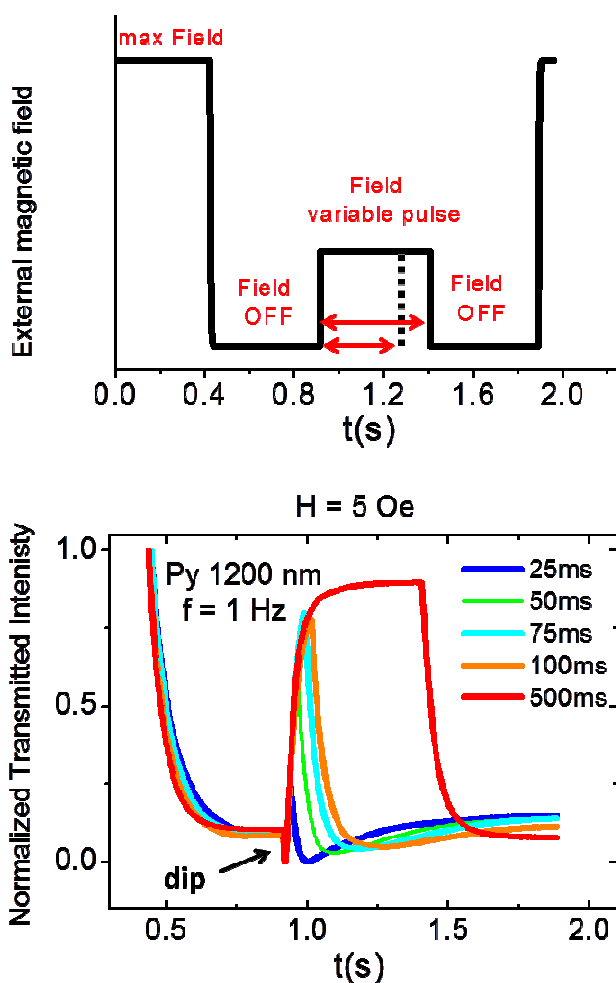 max Field
External magnetic field
Field
variable pulse
Field
OFF
Field
OFF
0.0 0.4 0.8 1.2 1.6 2.0
t(s)
H = 5 Oe
Normalized Transmitted Intenisty
1.0
0.5
0.0
Py 1200 nm
f = 1 Hz
25ms
50ms
75ms
100ms
500ms
dip
0.5 1.0 1.5 2.0
t(s)